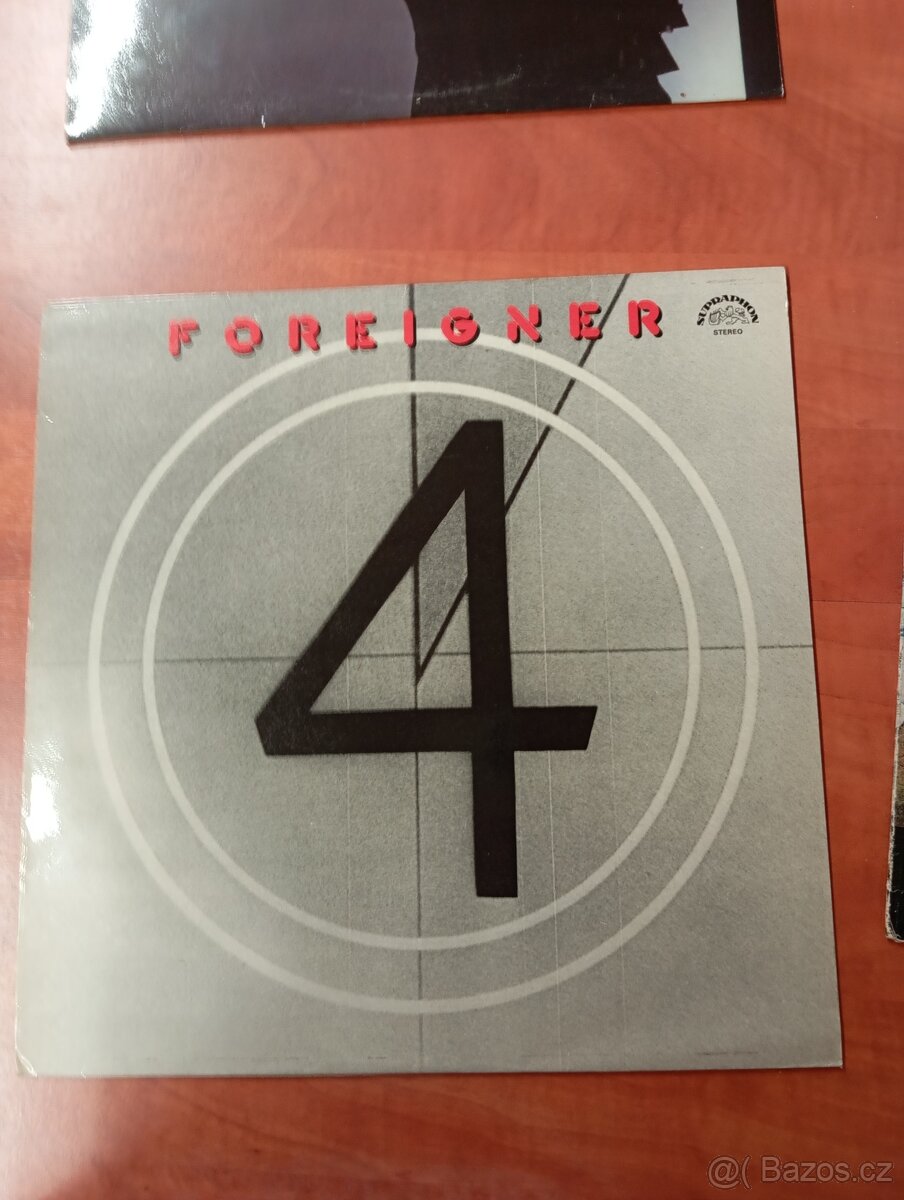 FOREIGNER
SUPRAPHON
STEREO
4
@( Bazos.cz